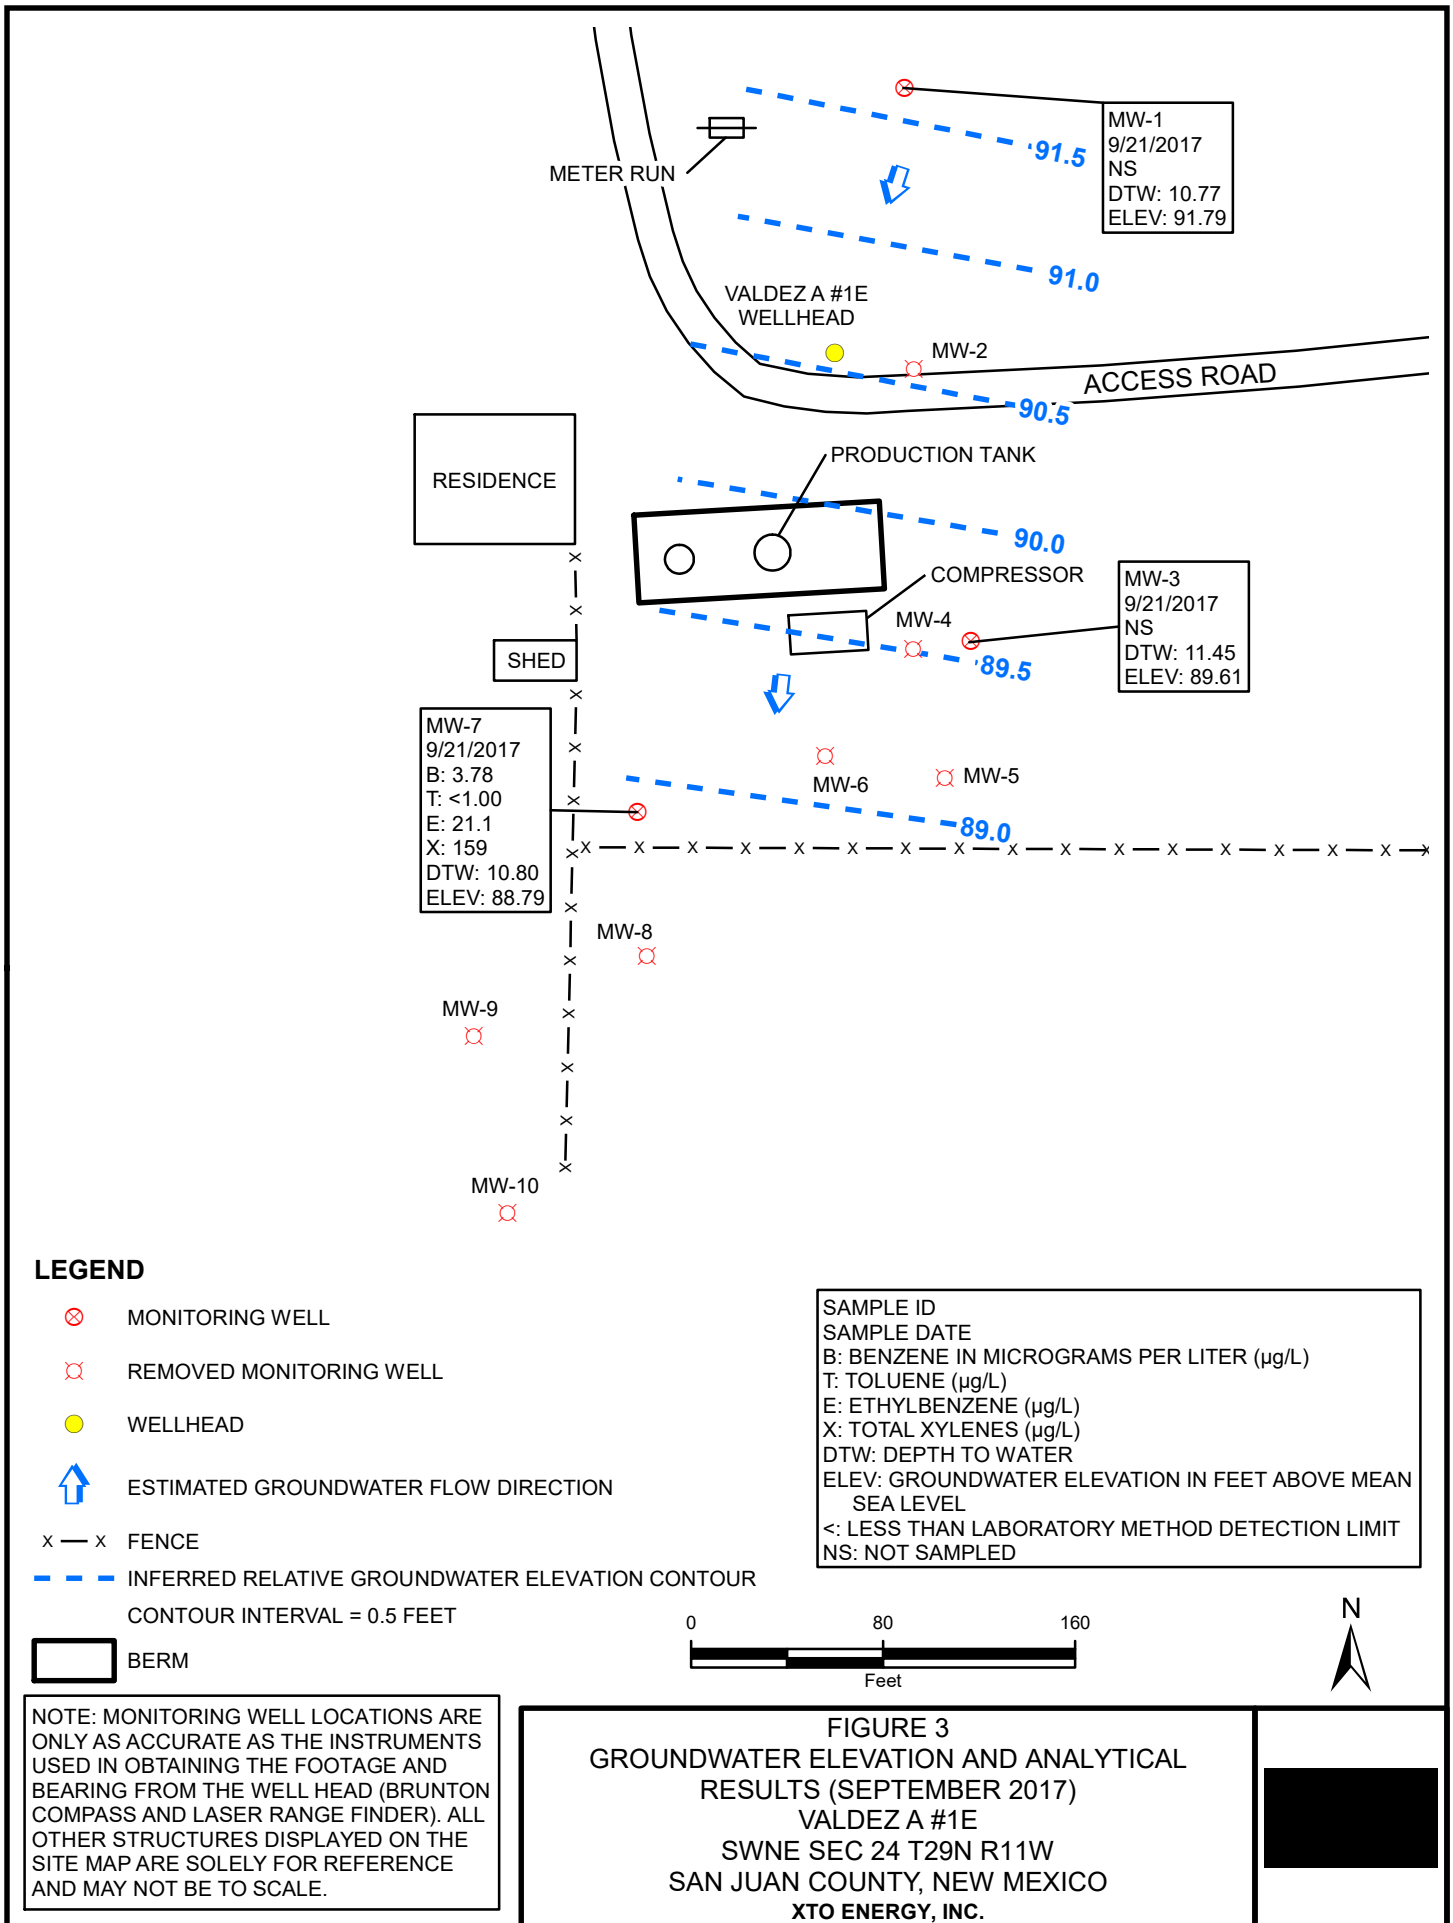 MW-1
9/21/2017
NS
DTW: 10.77
ELEV: 91.79
91.5
METER RUN
91.0
VALDEZ A #1E
WELLHEAD
MW-2
ACCESS ROAD
90.5
RESIDENCE
PRODUCTION TANK
90.0
X
COMPRESSOR
MW-3
9/21/2017
NS
DTW: 11.45
ELEV: 89.61
X
MW-4
SHED
89.5
X
MW-7
9/21/2017
B: 3.78
T: <1.00
E: 21.1
X: 159
DTW: 10.80
ELEV: 88.79
X
MW-6
MW-5
X
89.0
X X X X X X X X X X X X X X X X X X
X
MW-8
X
MW-9
X
X
X
X
MW-10
LEGEND
MONITORING WELL
REMOVED MONITORING WELL
WELLHEAD
ESTIMATED GROUNDWATER FLOW DIRECTION
X X FENCE
INFERRED RELATIVE GROUNDWATER ELEVATION CONTOUR
CONTOUR INTERVAL = 0.5 FEET
BERM
SAMPLE ID
SAMPLE DATE
B: BENZENE IN MICROGRAMS PER LITER (µg/L)
T: TOLUENE (µg/L)
E: ETHYLBENZENE (µg/L)
X: TOTAL XYLENES (µg/L)
DTW: DEPTH TO WATER
ELEV: GROUNDWATER ELEVATION IN FEET ABOVE MEAN
SEA LEVEL
<: LESS THAN LABORATORY METHOD DETECTION LIMIT
NS: NOT SAMPLED
0 80 160
Feet
N
NOTE: MONITORING WELL LOCATIONS ARE
ONLY AS ACCURATE AS THE INSTRUMENTS
USED IN OBTAINING THE FOOTAGE AND
BEARING FROM THE WELL HEAD (BRUNTON
COMPASS AND LASER RANGE FINDER). ALL
OTHER STRUCTURES DISPLAYED ON THE
SITE MAP ARE SOLELY FOR REFERENCE
AND MAY NOT BE TO SCALE.
FIGURE 3
GROUNDWATER ELEVATION AND ANALYTICAL
RESULTS (SEPTEMBER 2017)
VALDEZ A #1E
SWNE SEC 24 T29N R11W
SAN JUAN COUNTY, NEW MEXICO
XTO ENERGY, INC.